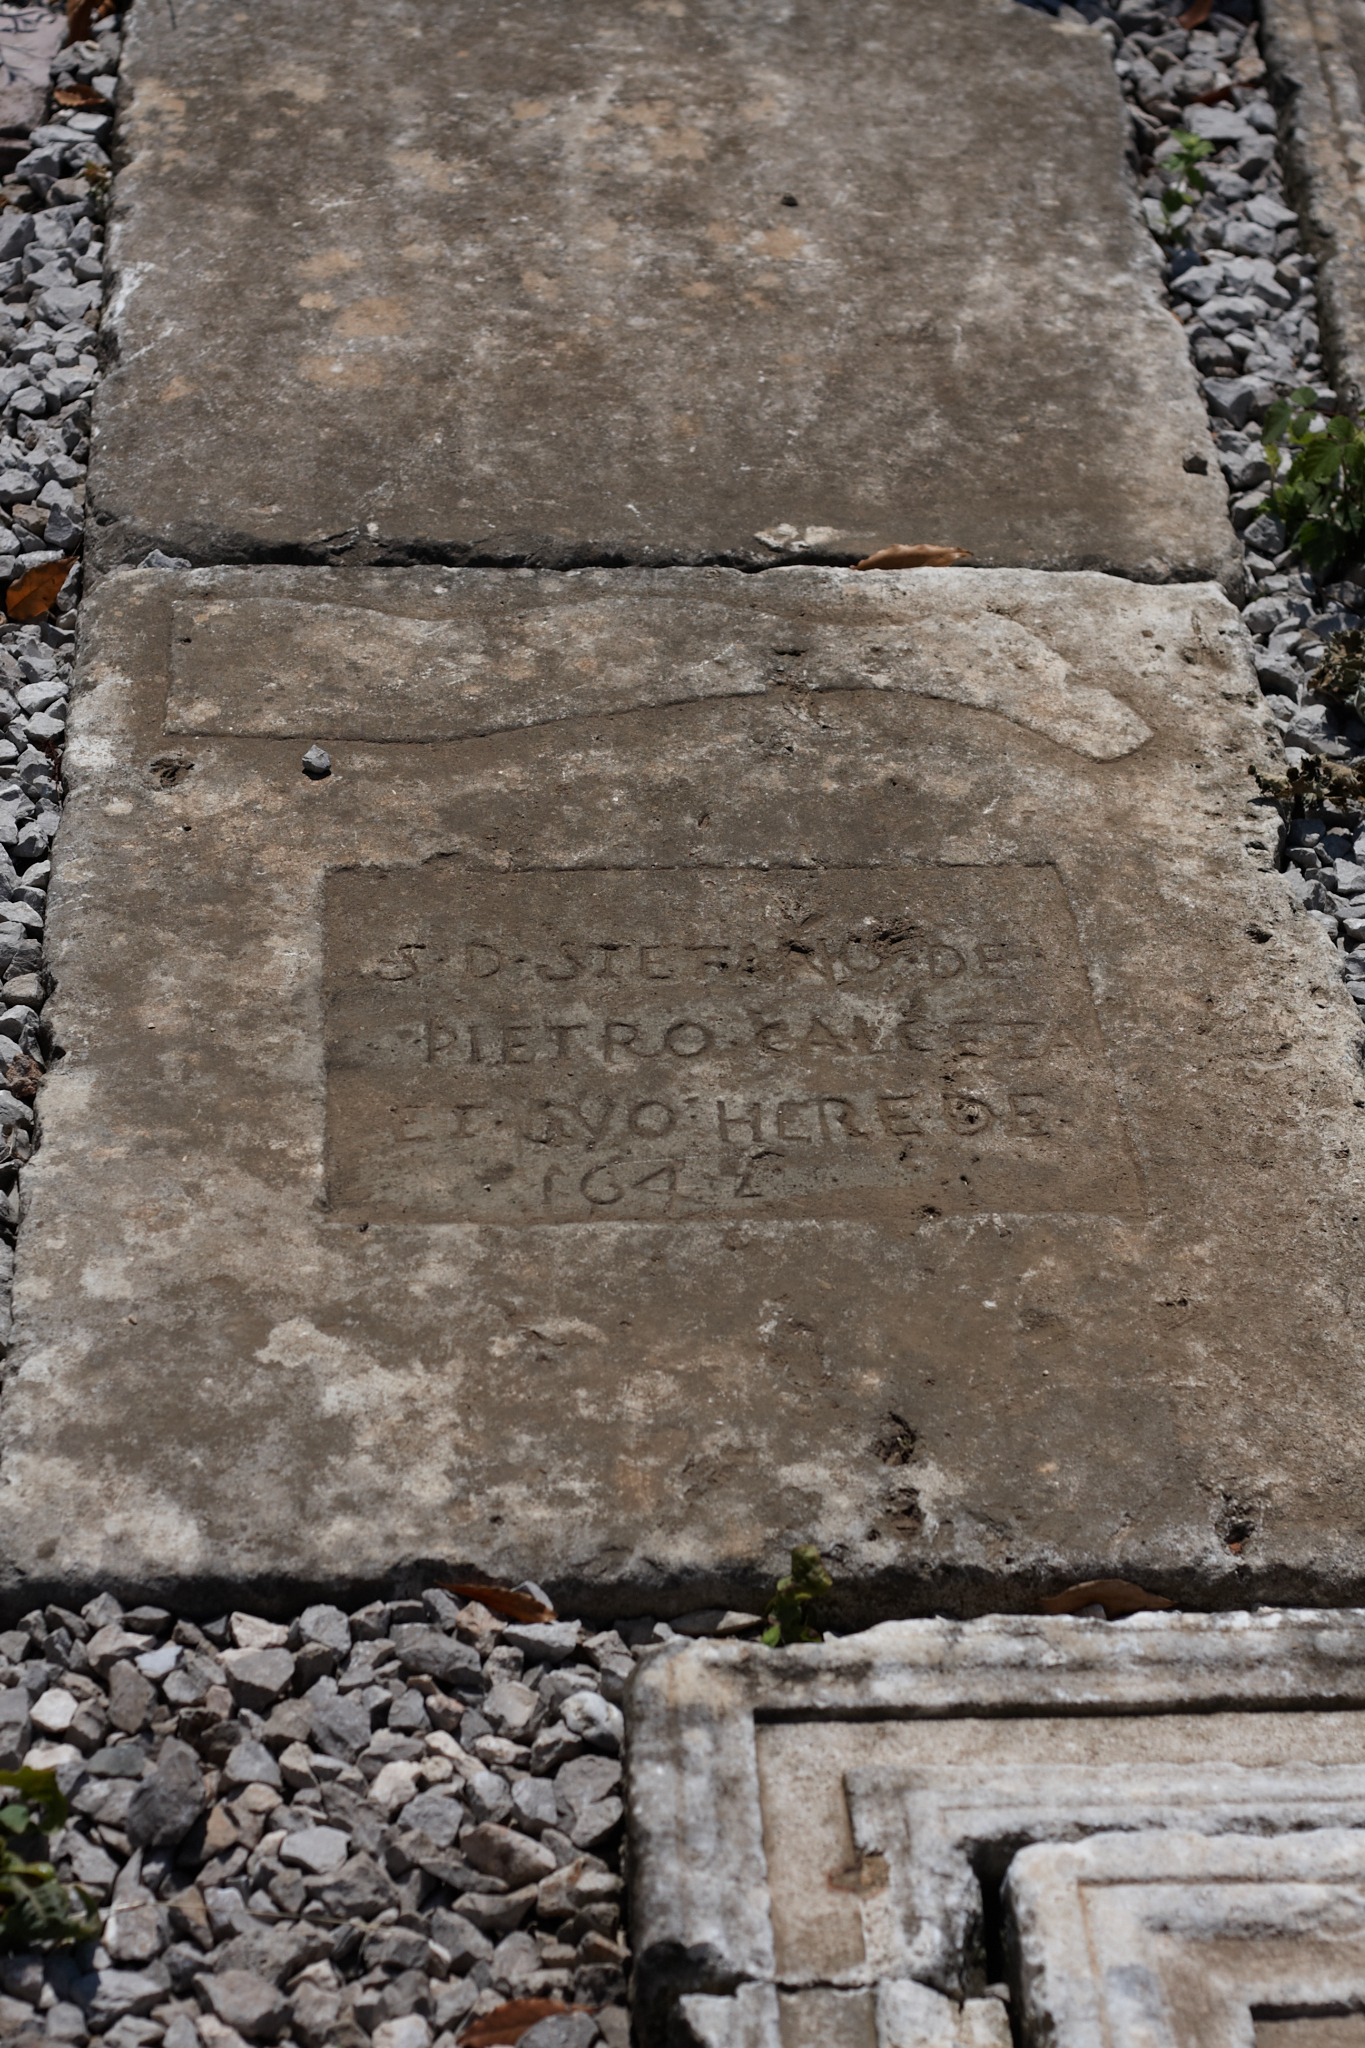 S·D·STEFANO·DE·
PIETRO·CALCETA
ET·SVO·HEREDE·
1642